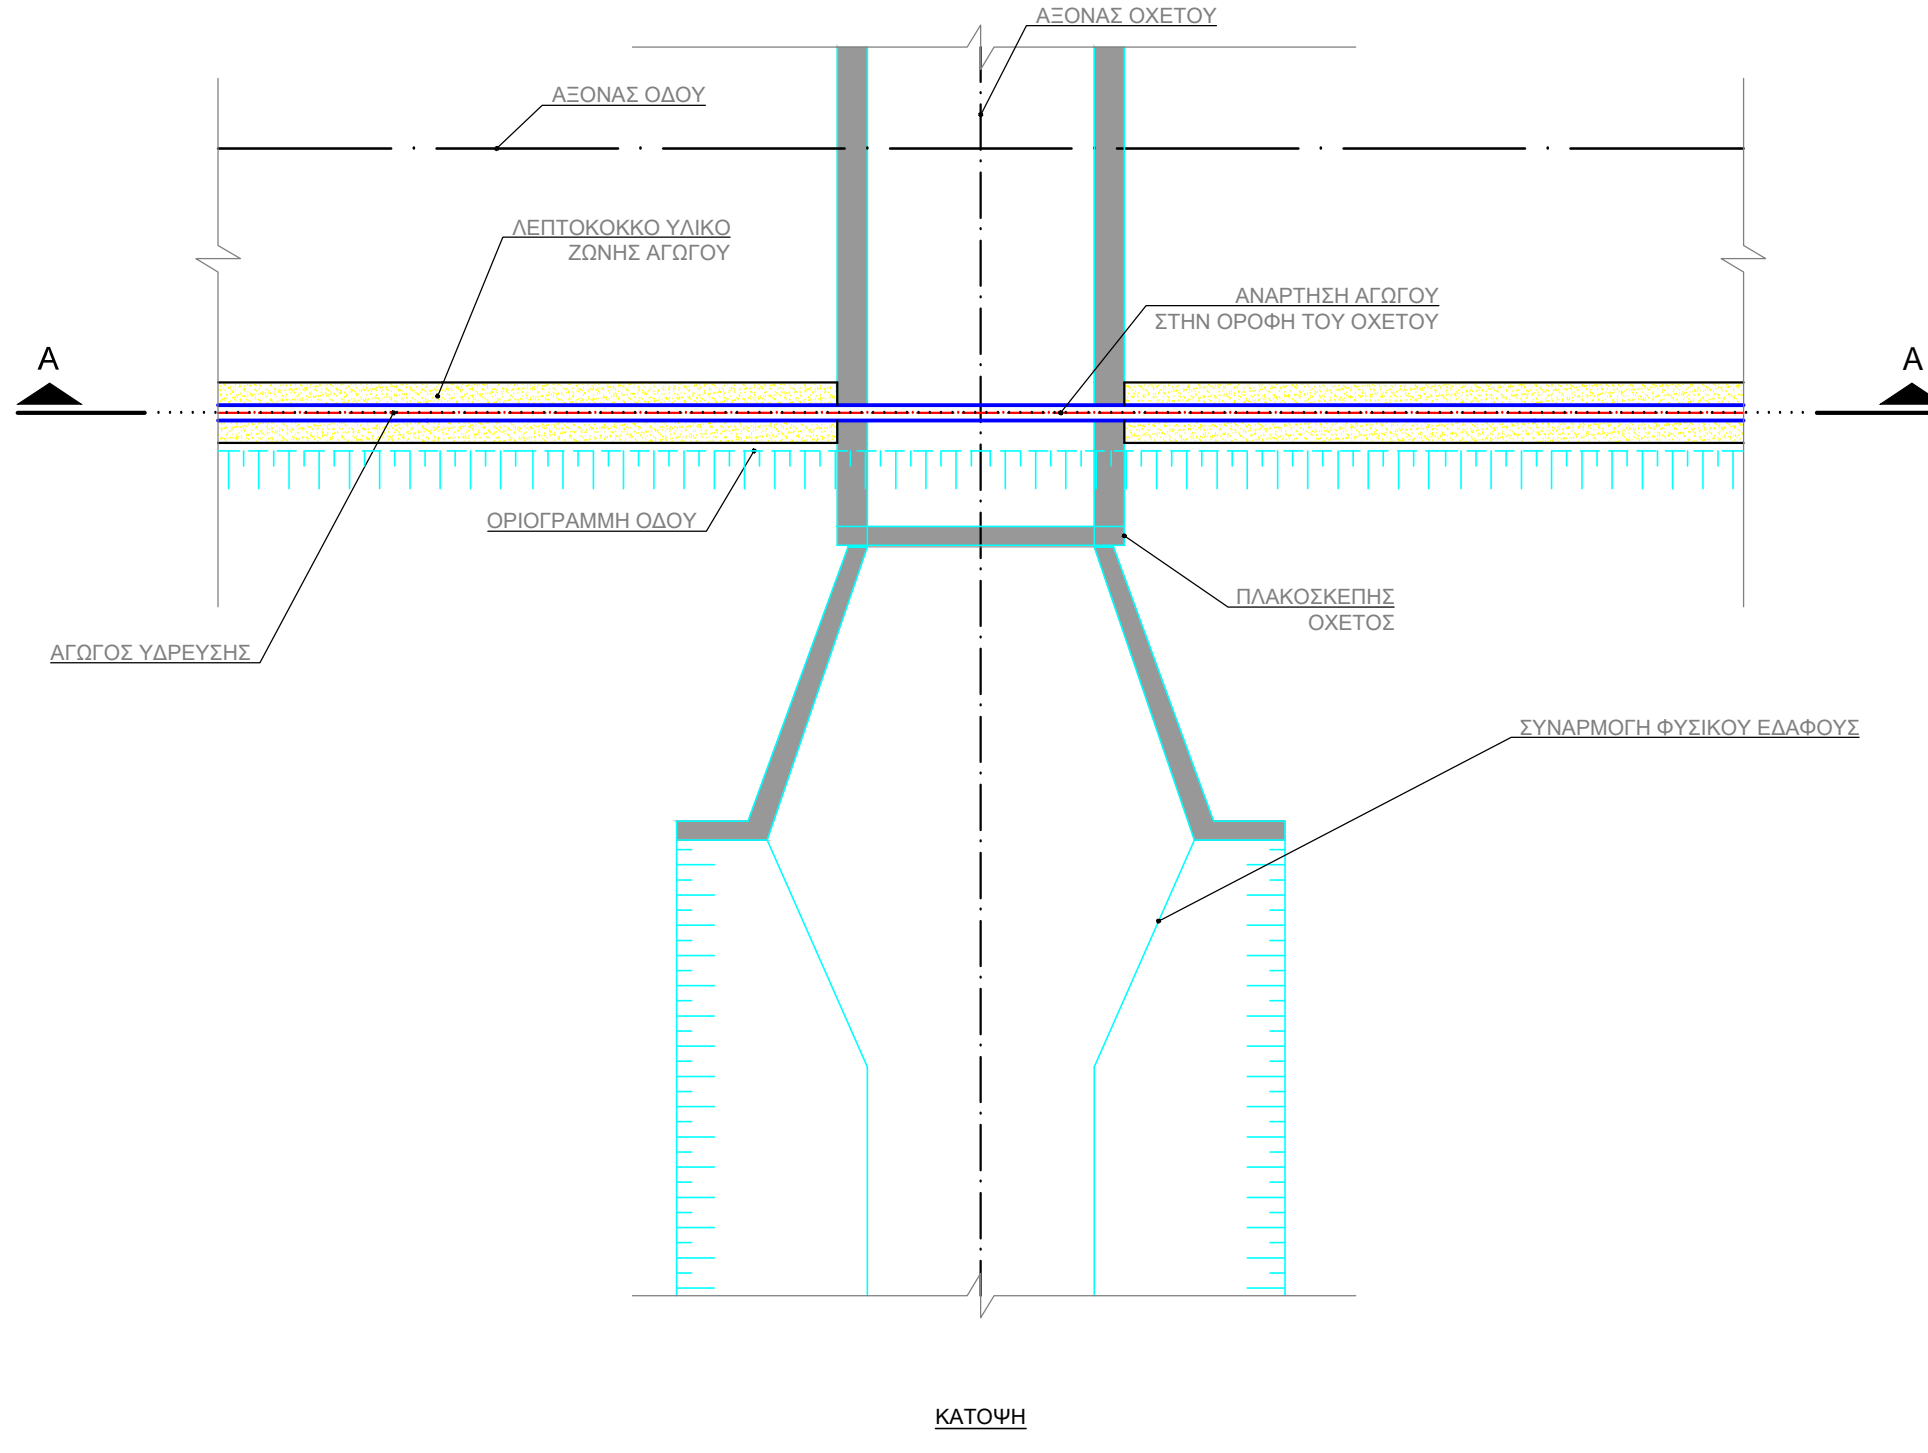 ΑΞΟΝΑΣ ΟΧΕΤΟΥ
ΑΞΟΝΑΣ ΟΔΟΥ
ΛΕΠΤΟΚΟΚΚΟ ΥΛΙΚΟ
ΖΩΝΗΣ ΑΓΩΓΟΥ
ΑΝΑΡΤΗΣΗ ΑΓΩΓΟΥ
ΣΤΗΝ ΟΡΟΦΗ ΤΟΥ ΟΧΕΤΟΥ
Α
Α
ΟΡΙΟΓΡΑΜΜΗ ΟΔΟΥ
ΠΛΑΚΟΣΚΕΠΗΣ
ΟΧΕΤΟΣ
ΑΓΩΓΟΣ ΥΔΡΕΥΣΗΣ
ΣΥΝΑΡΜΟΓΗ ΦΥΣΙΚΟΥ ΕΔΑΦΟΥΣ
ΚΑΤΟΨΗ